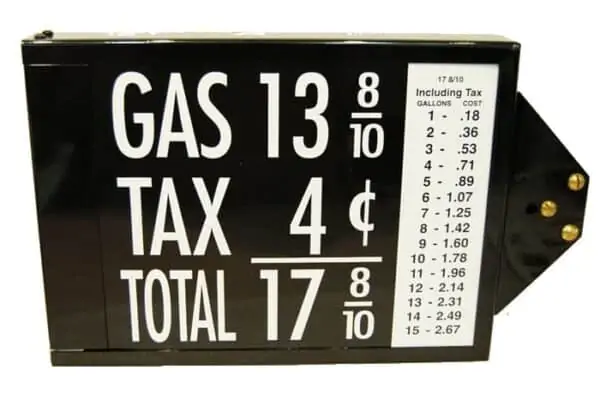 GAS 13 8/10
TAX 4 ¢
TOTAL 17 8/10
17 8/10
Including Tax
GALLONS COST
1 - .18
2 - .36
3 - .53
4 - .71
5 - .89
6 - 1.07
7 - 1.25
8 - 1.42
9 - 1.60
10 - 1.78
11 - 1.96
12 - 2.14
13 - 2.31
14 - 2.49
15 - 2.67